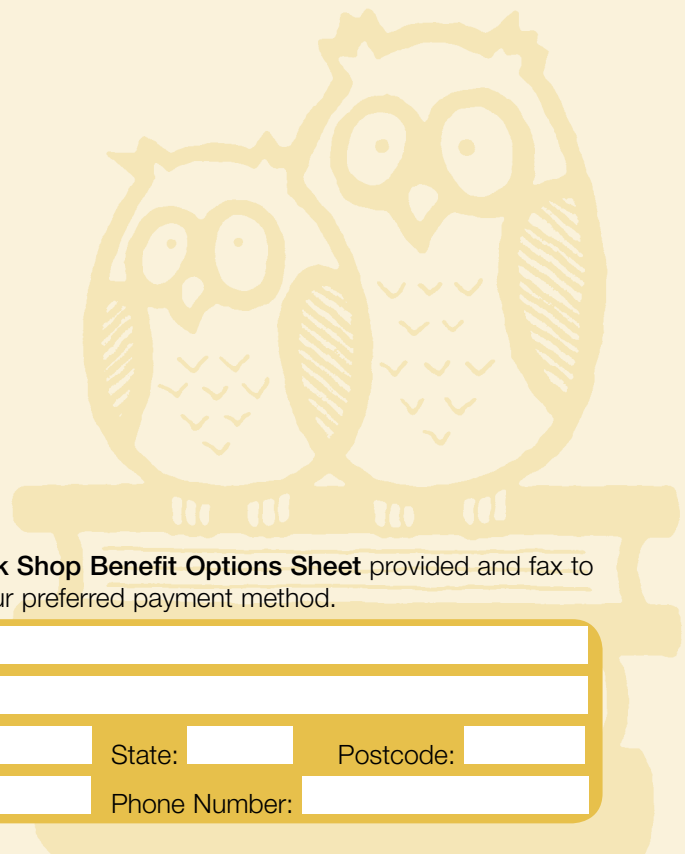 k Shop Benefit Options Sheet provided and fax to
ur preferred payment method.
State: Postcode:
Phone Number: